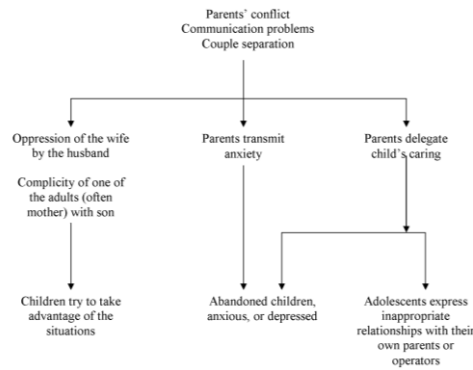 Parents' conflict
Communication problems
Couple separation
Oppression of the wife
by the husband
Complicity of one of
the adults (often
mother) with son
Parents transmit
anxiety
Parents delegate
child's caring
Children try to take
advantage of the
situations
Abandoned children,
anxious, or depressed
Adolescents express
inappropriate
relationships with their
own parents or
operators